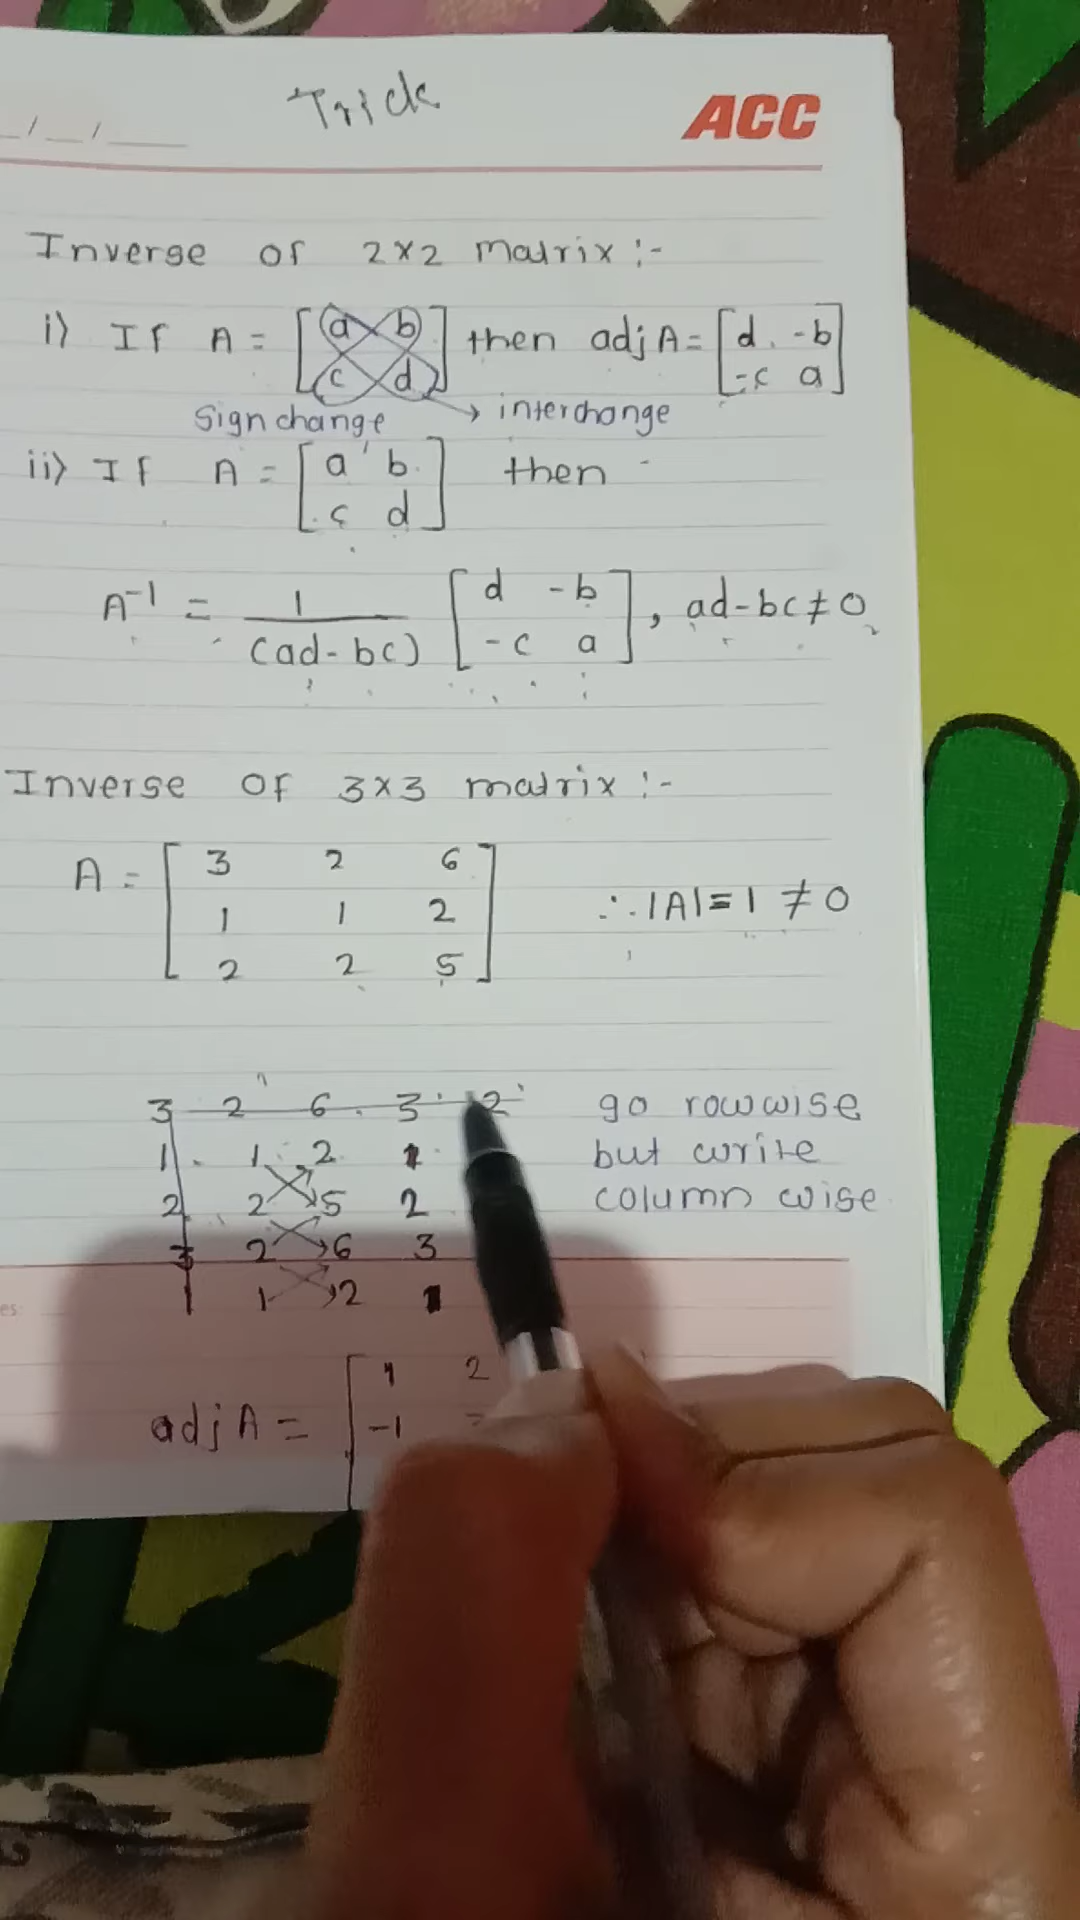 Trick
ACC
__/__/____
Inverse of 2×2 matrix :-
i) If A = [a b] then adj A = [d -b]
[c d] [-c a]
Sign change → interchange
ii) If A = [a b] then
[c d]
A⁻¹ = 1/(ad-bc) [d -b], ad-bc≠0
[-c a]
Inverse of 3×3 matrix :-
A = [3 2 6]
[1 1 2] ∴ |A| = 1 ≠ 0
[2 2 5]
3 2 6 3 2 go rowwise
1 1 2 1 but write
2 2 5 2 column wise
3 2 6 3
1 1 2 1
adj A = [1 2
-1